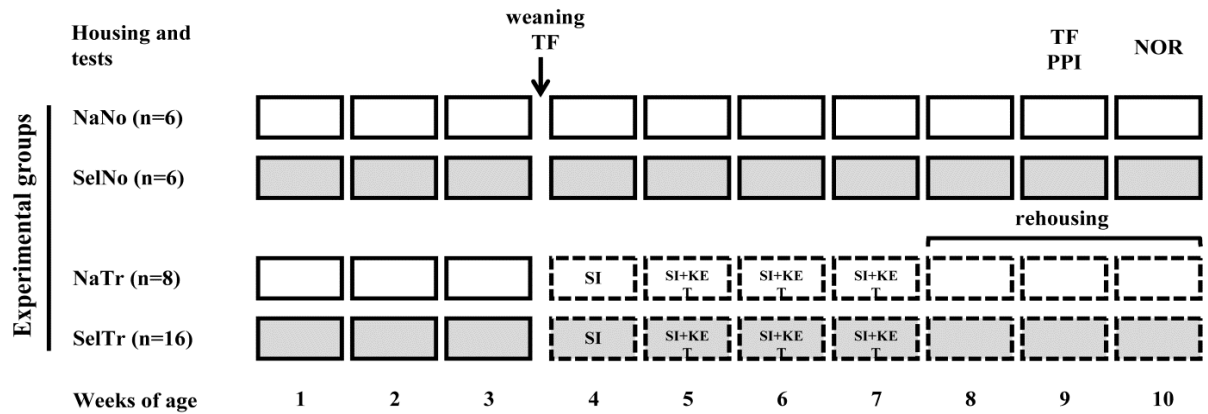 Housing and
tests
weaning
TF
TF
PPI
NOR
Experimental groups
NaNo (n=6)
SelNo (n=6)
rehousing
NaTr (n=8)
SI
SI+KE
T
SI+KE
T
SI+KE
T
SelTr (n=16)
SI
SI+KE
T
SI+KE
T
SI+KE
T
Weeks of age 1 2 3 4 5 6 7 8 9 10